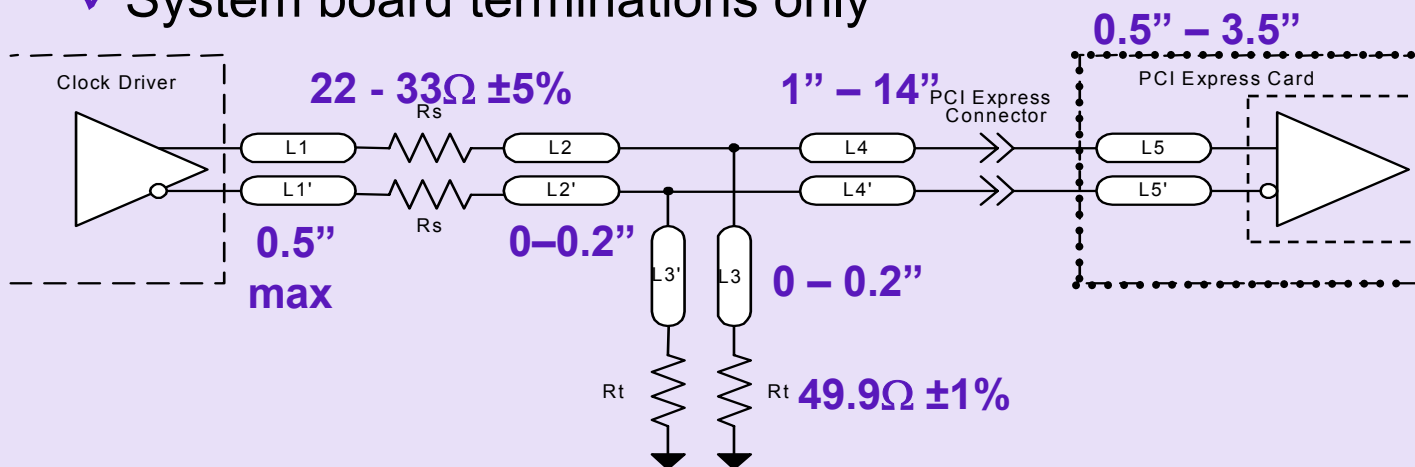 ✓ System board terminations only
0.5” – 3.5”
Clock Driver
22 - 33Ω ±5%
1” – 14”
PCI Express Card
PCI Express
Connector
Rs
L1
L2
L4
L5
L1'
L2'
L4'
L5'
Rs
0.5”
max
0–0.2”
L3'
L3
0 – 0.2”
Rt
Rt
49.9Ω ±1%